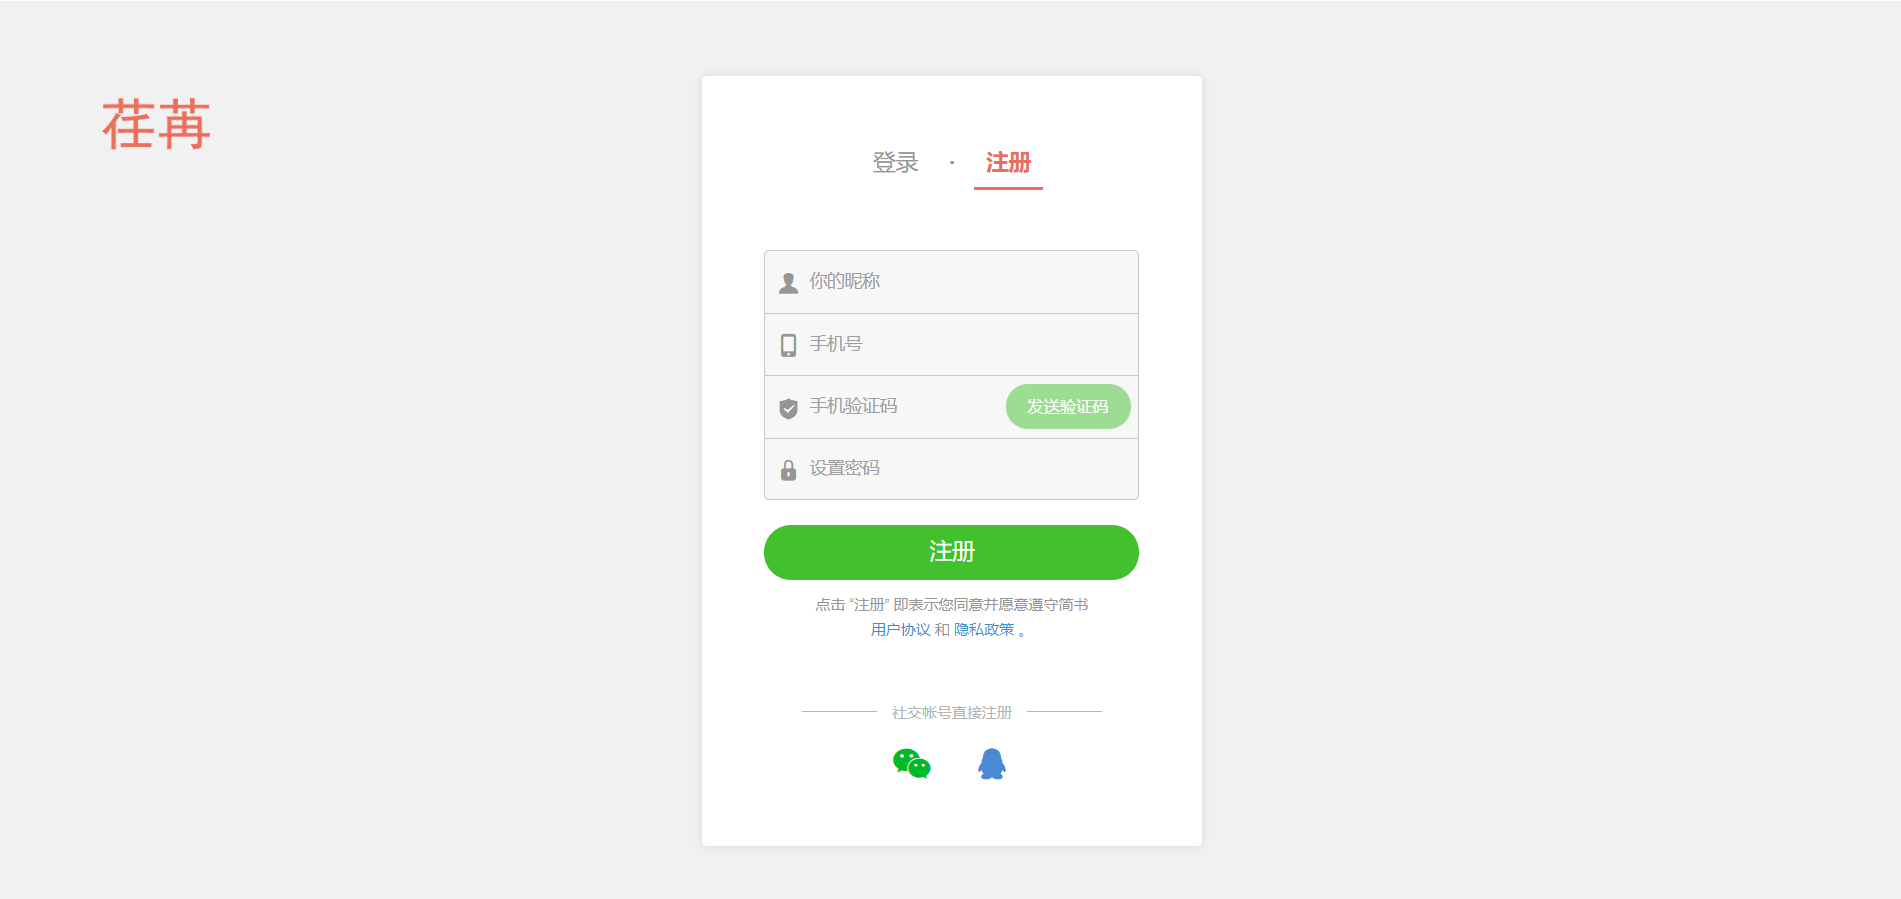 荏苒
登录 · 注册
你的昵称
手机号
手机验证码 发送验证码
设置密码
注册
点击 “注册” 即表示您同意并愿意遵守简书
用户协议 和 隐私政策 。
社交帐号直接注册